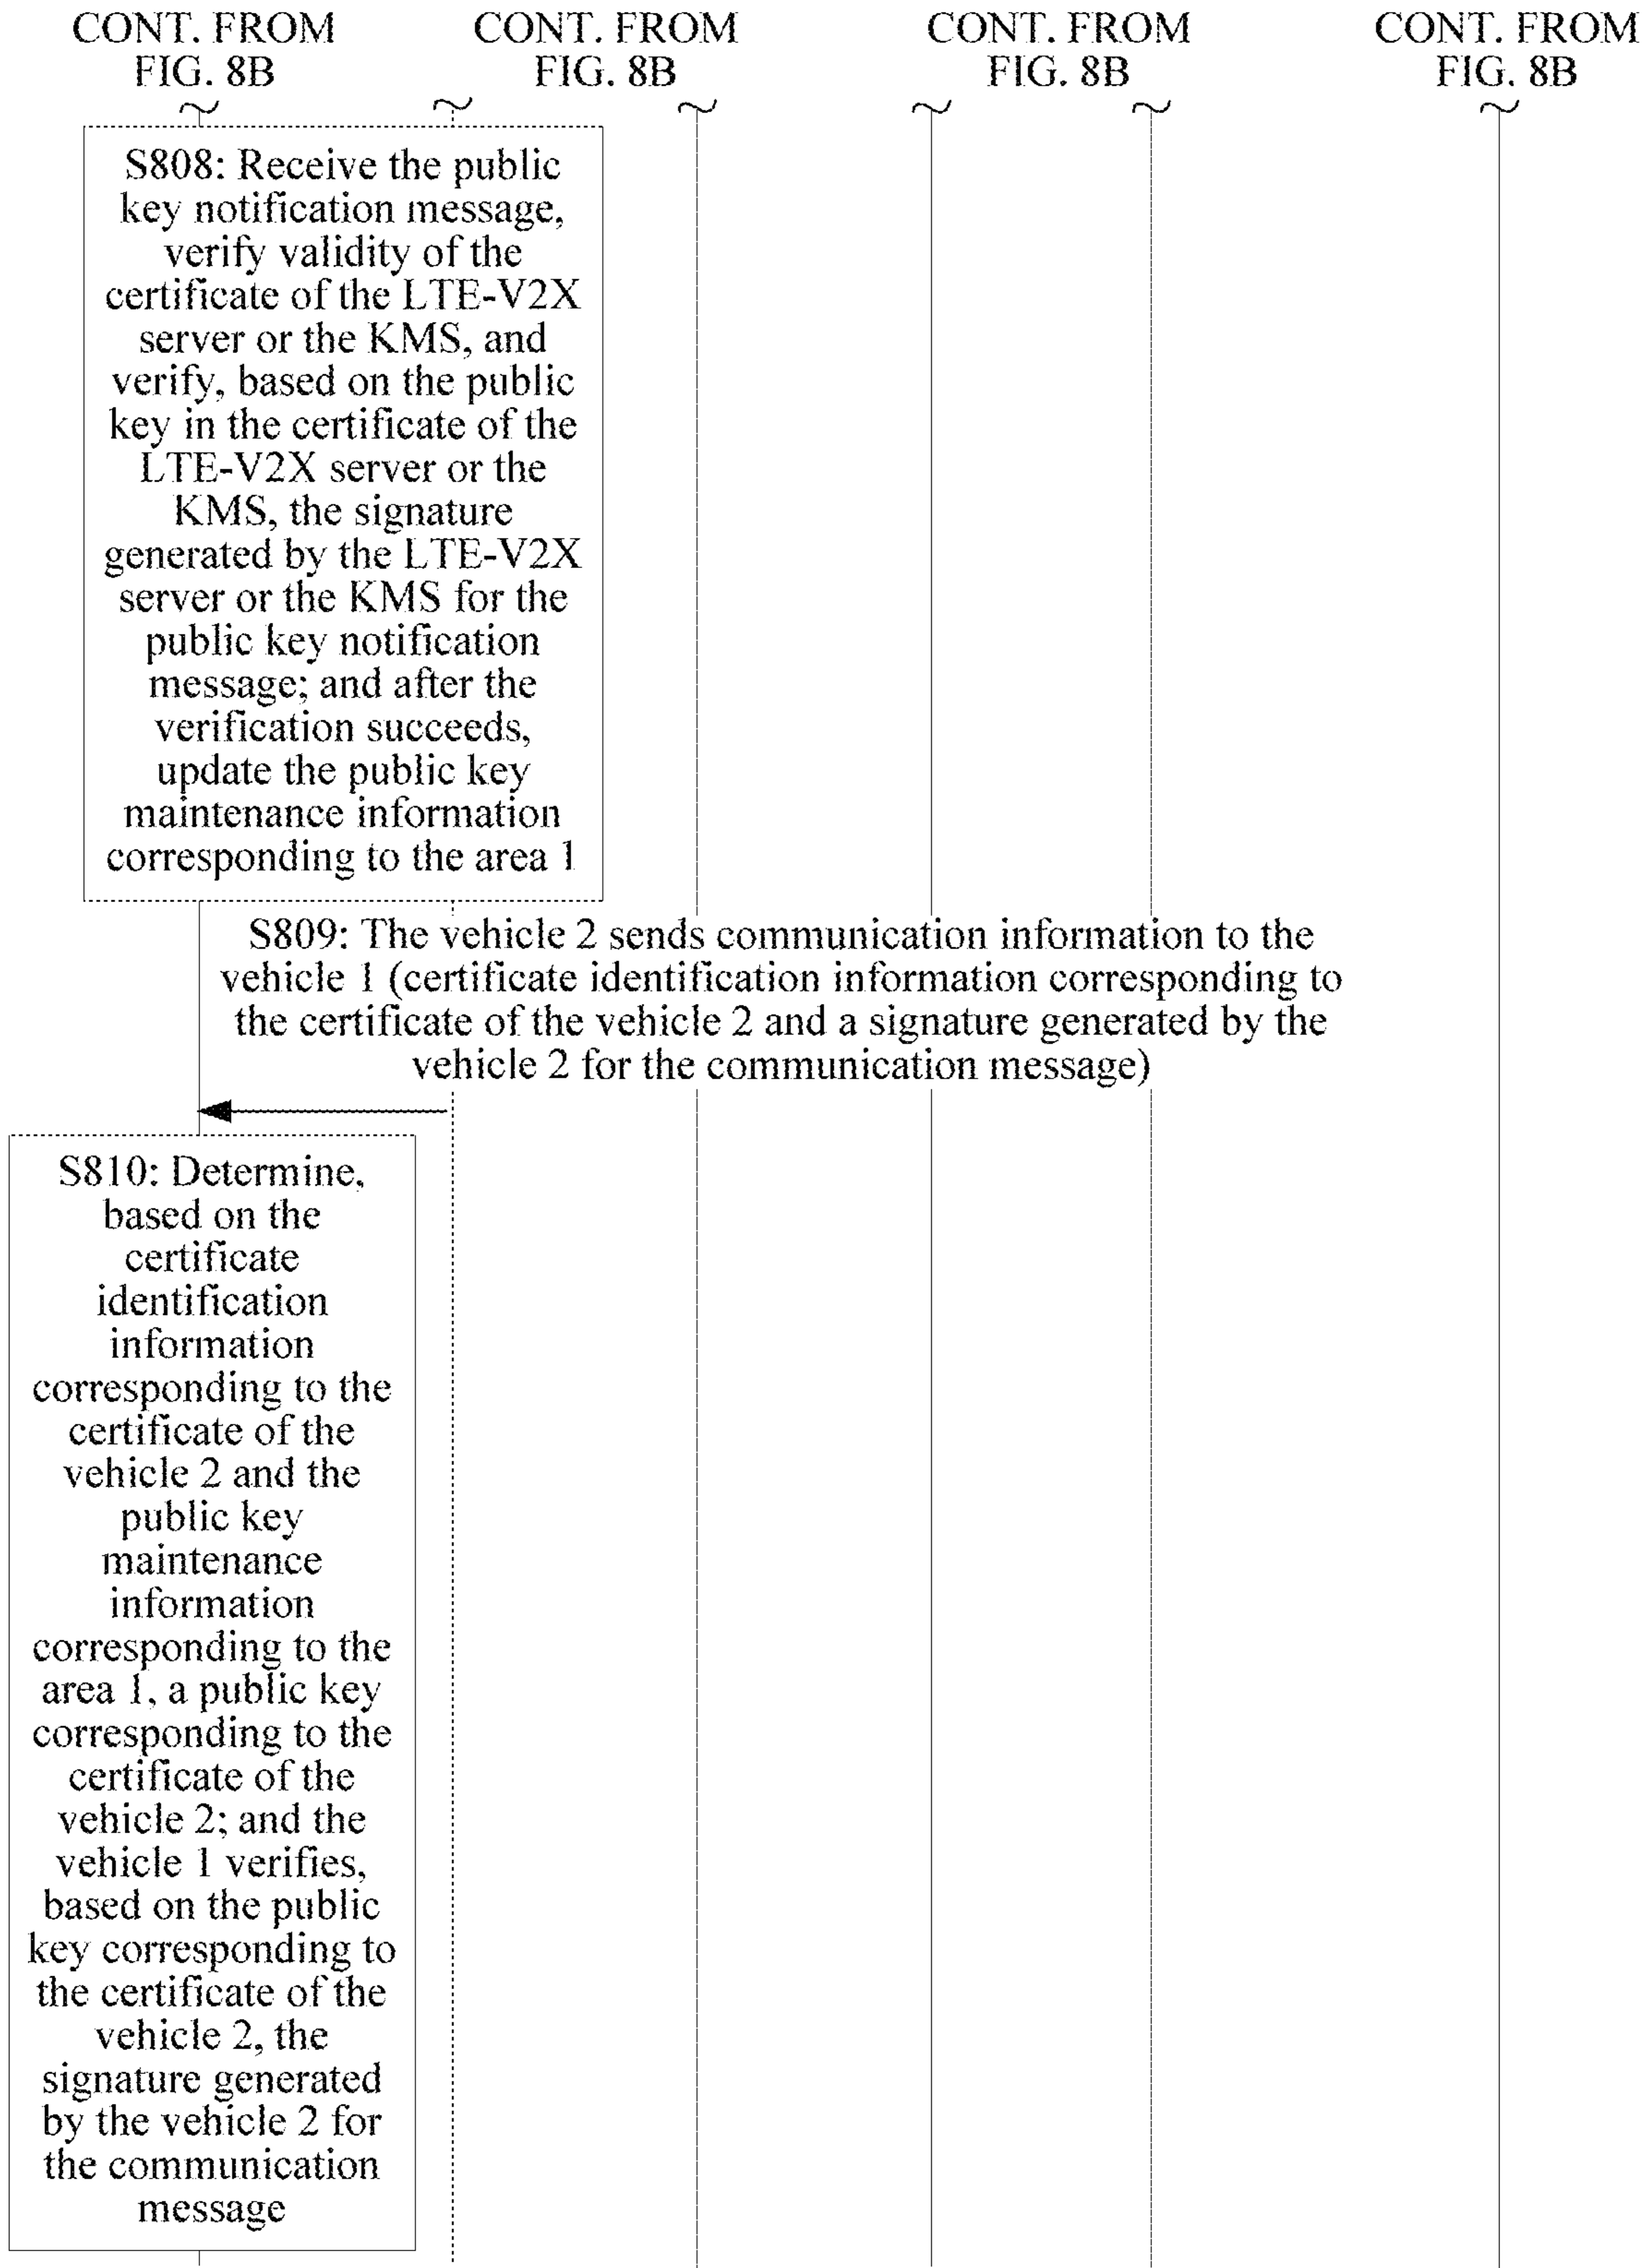 CONT. FROM
FIG. 8B
CONT. FROM
FIG. 8B
CONT. FROM
FIG. 8B
CONT. FROM
FIG. 8B
S808: Receive the public
key notification message,
verify validity of the
certificate of the LTE-V2X
server or the KMS, and
verify, based on the public
key in the certificate of the
LTE-V2X server or the
KMS, the signature
generated by the LTE-V2X
server or the KMS for the
public key notification
message; and after the
verification succeeds,
update the public key
maintenance information
corresponding to the area 1
S809: The vehicle 2 sends communication information to the
vehicle 1 (certificate identification information corresponding to
the certificate of the vehicle 2 and a signature generated by the
vehicle 2 for the communication message)
S810: Determine,
based on the
certificate
identification
information
corresponding to the
certificate of the
vehicle 2 and the
public key
maintenance
information
corresponding to the
area 1, a public key
corresponding to the
certificate of the
vehicle 2; and the
vehicle 1 verifies,
based on the public
key corresponding to
the certificate of the
vehicle 2, the
signature generated
by the vehicle 2 for
the communication
message